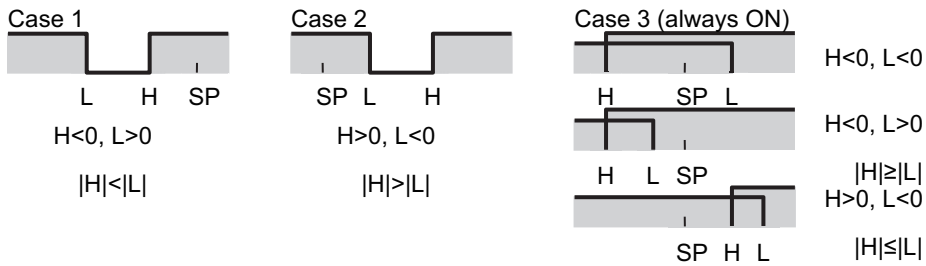 Case 1
L H SP
H<0, L>0
|H|<|L|
Case 2
SP L H
H>0, L<0
|H|>|L|
Case 3 (always ON)
H SP L
H<0, L<0
H L SP
H<0, L>0
|H|≥|L|
SP H L
H>0, L<0
|H|≤|L|